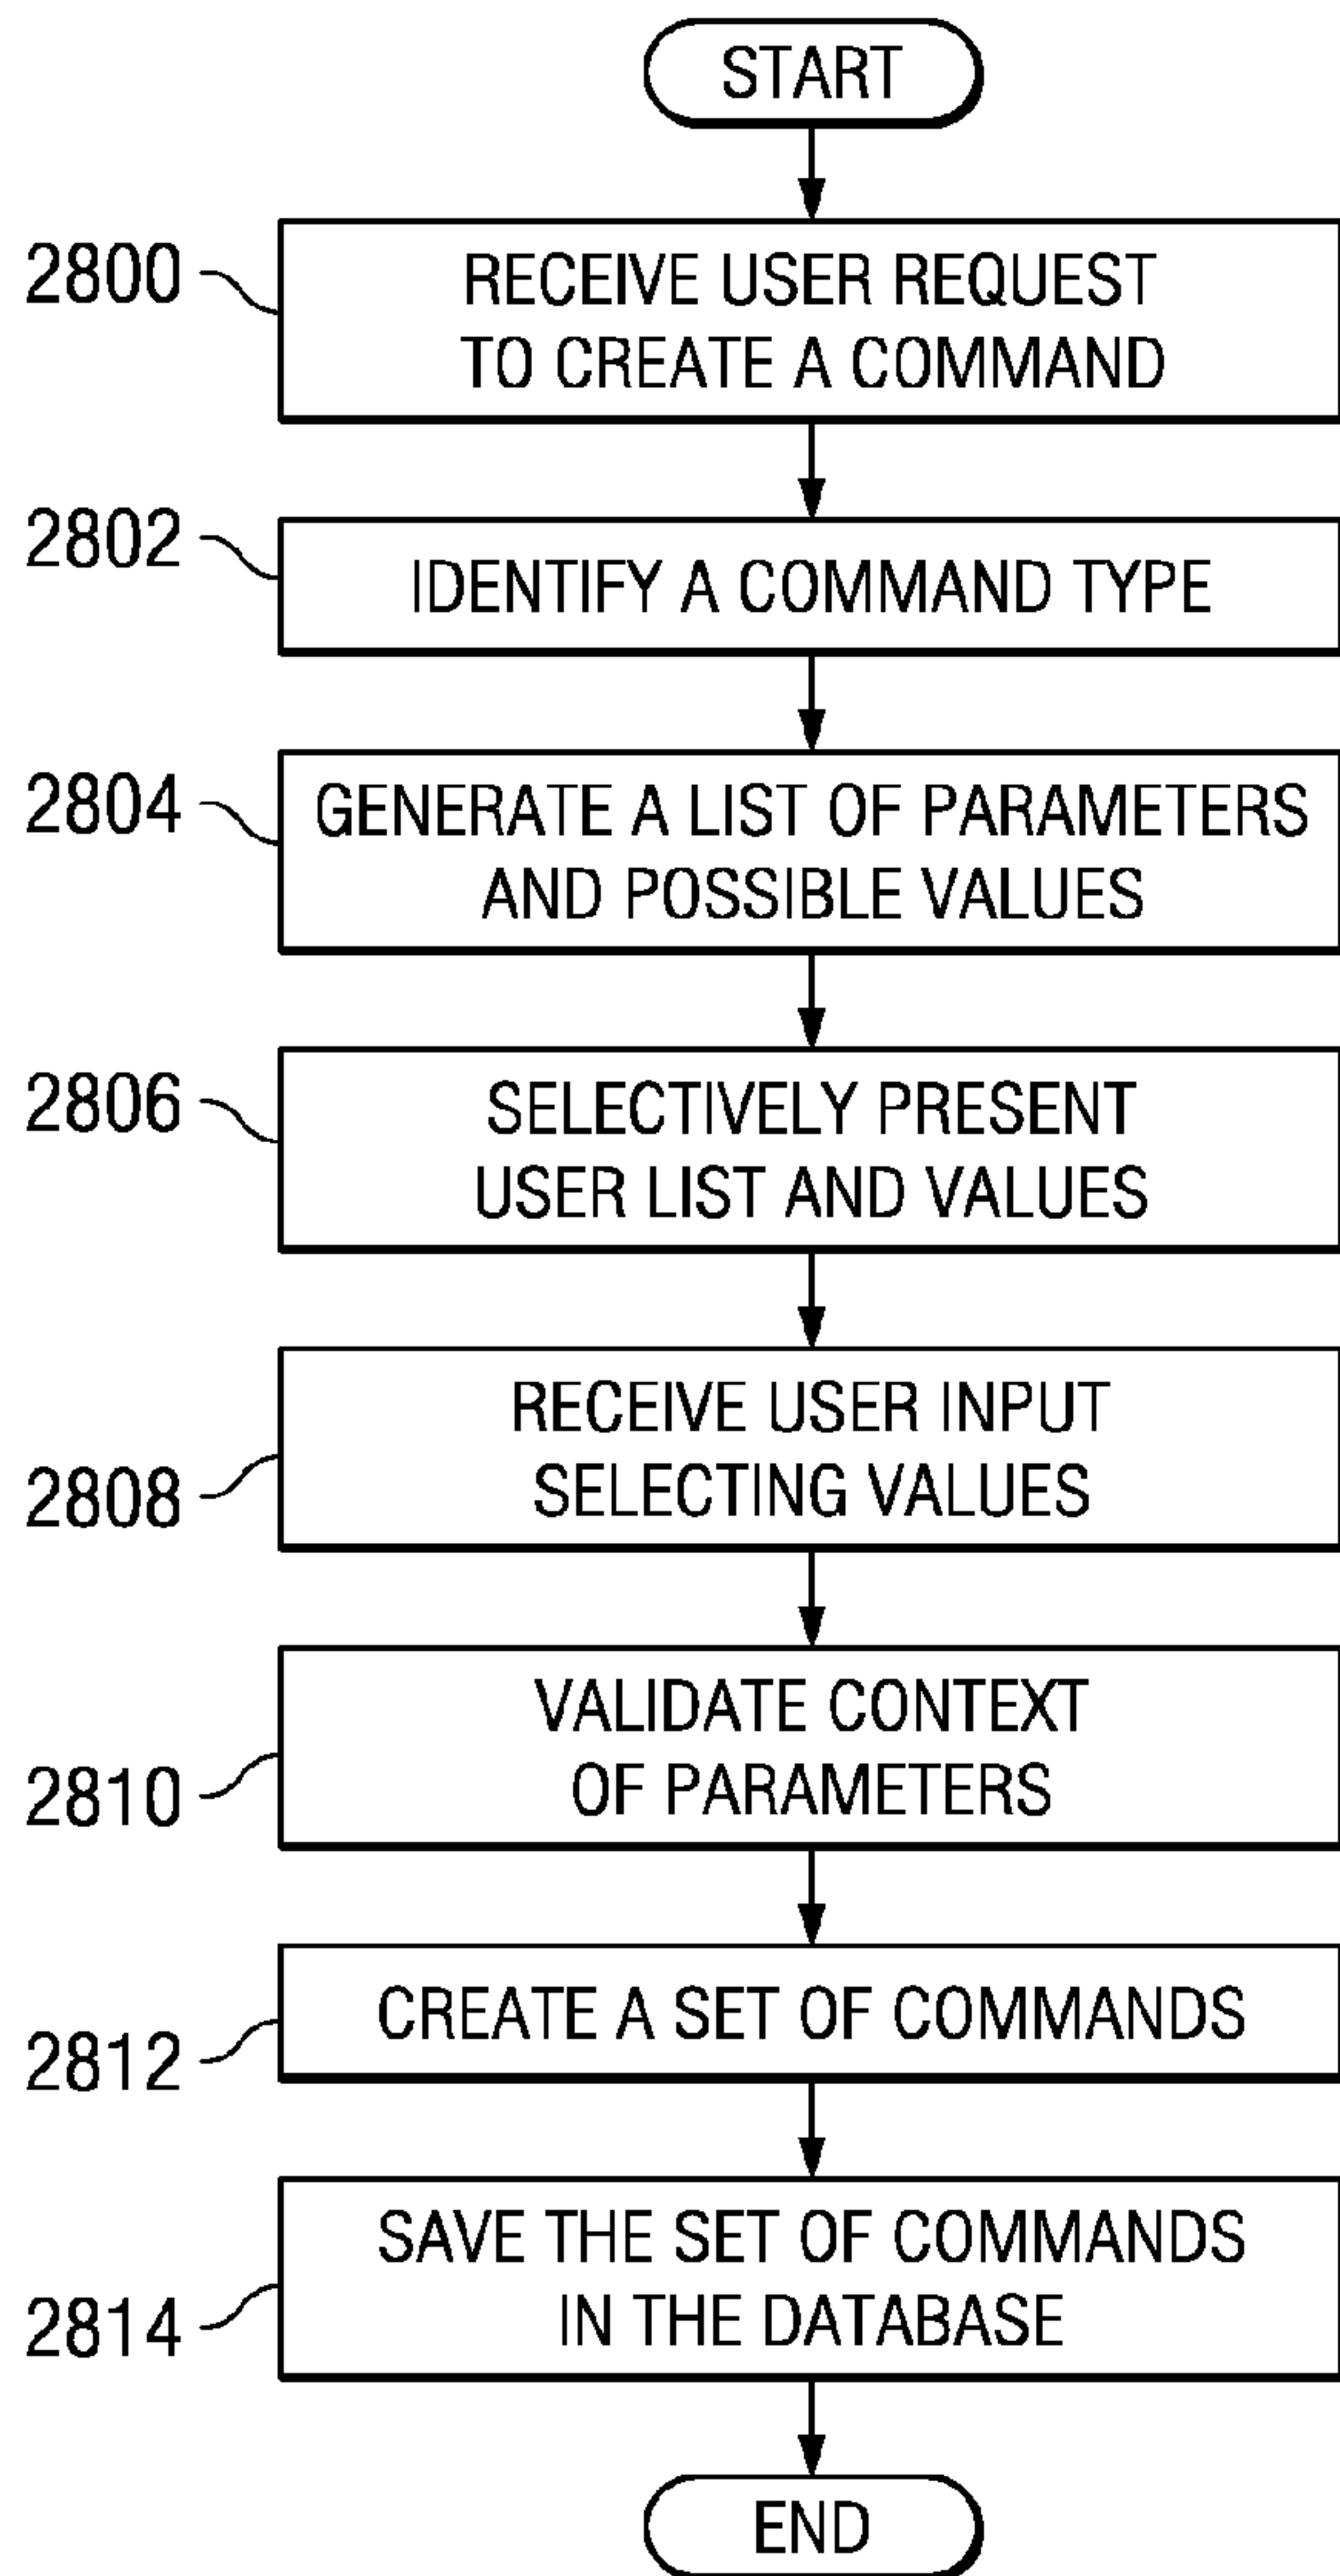 START
2800
RECEIVE USER REQUEST
TO CREATE A COMMAND
2802
IDENTIFY A COMMAND TYPE
2804
GENERATE A LIST OF PARAMETERS
AND POSSIBLE VALUES
2806
SELECTIVELY PRESENT
USER LIST AND VALUES
2808
RECEIVE USER INPUT
SELECTING VALUES
2810
VALIDATE CONTEXT
OF PARAMETERS
2812
CREATE A SET OF COMMANDS
2814
SAVE THE SET OF COMMANDS
IN THE DATABASE
END